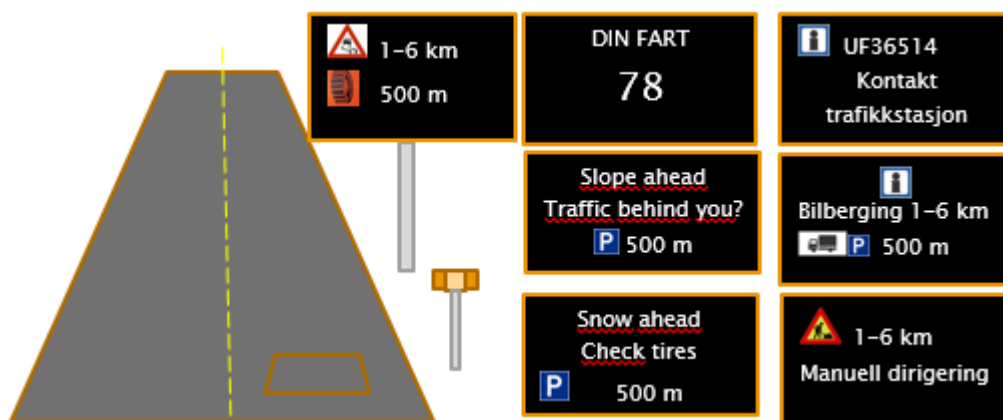 1-6 km
500 m
DIN FART
78
UF36514
Kontakt
trafikkstasjon
Slope ahead
Traffic behind you?
P 500 m
Bilberging 1-6 km
P 500 m
Snow ahead
Check tires
P 500 m
1-6 km
Manuell dirigering